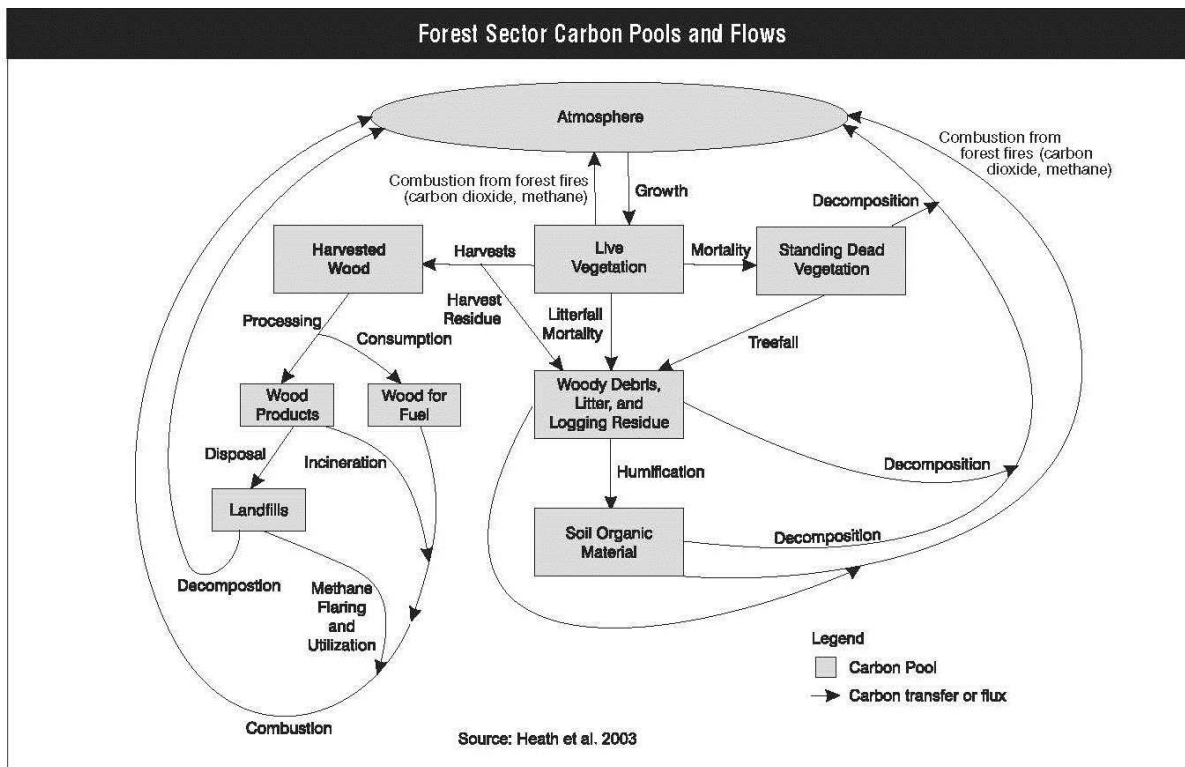 Forest Sector Carbon Pools and Flows
Atmosphere
Combustion from forest fires
(carbon dioxide, methane)
Growth
Combustion from
forest fires (carbon
dioxide, methane)
Decomposition
Harvested
Wood
Harvests
Live
Vegetation
Mortality
Standing Dead
Vegetation
Harvest
Residue
Litterfall
Mortality
Treefall
Processing
Consumption
Wood
Products
Wood for
Fuel
Woody Debris,
Litter, and
Logging Residue
Disposal
Incineration
Decomposition
Humification
Landfills
Soil Organic
Material
Decomposition
Decompostion
Methane
Flaring
and
Utilization
Combustion
Legend
Carbon Pool
Carbon transfer or flux
Source: Heath et al. 2003